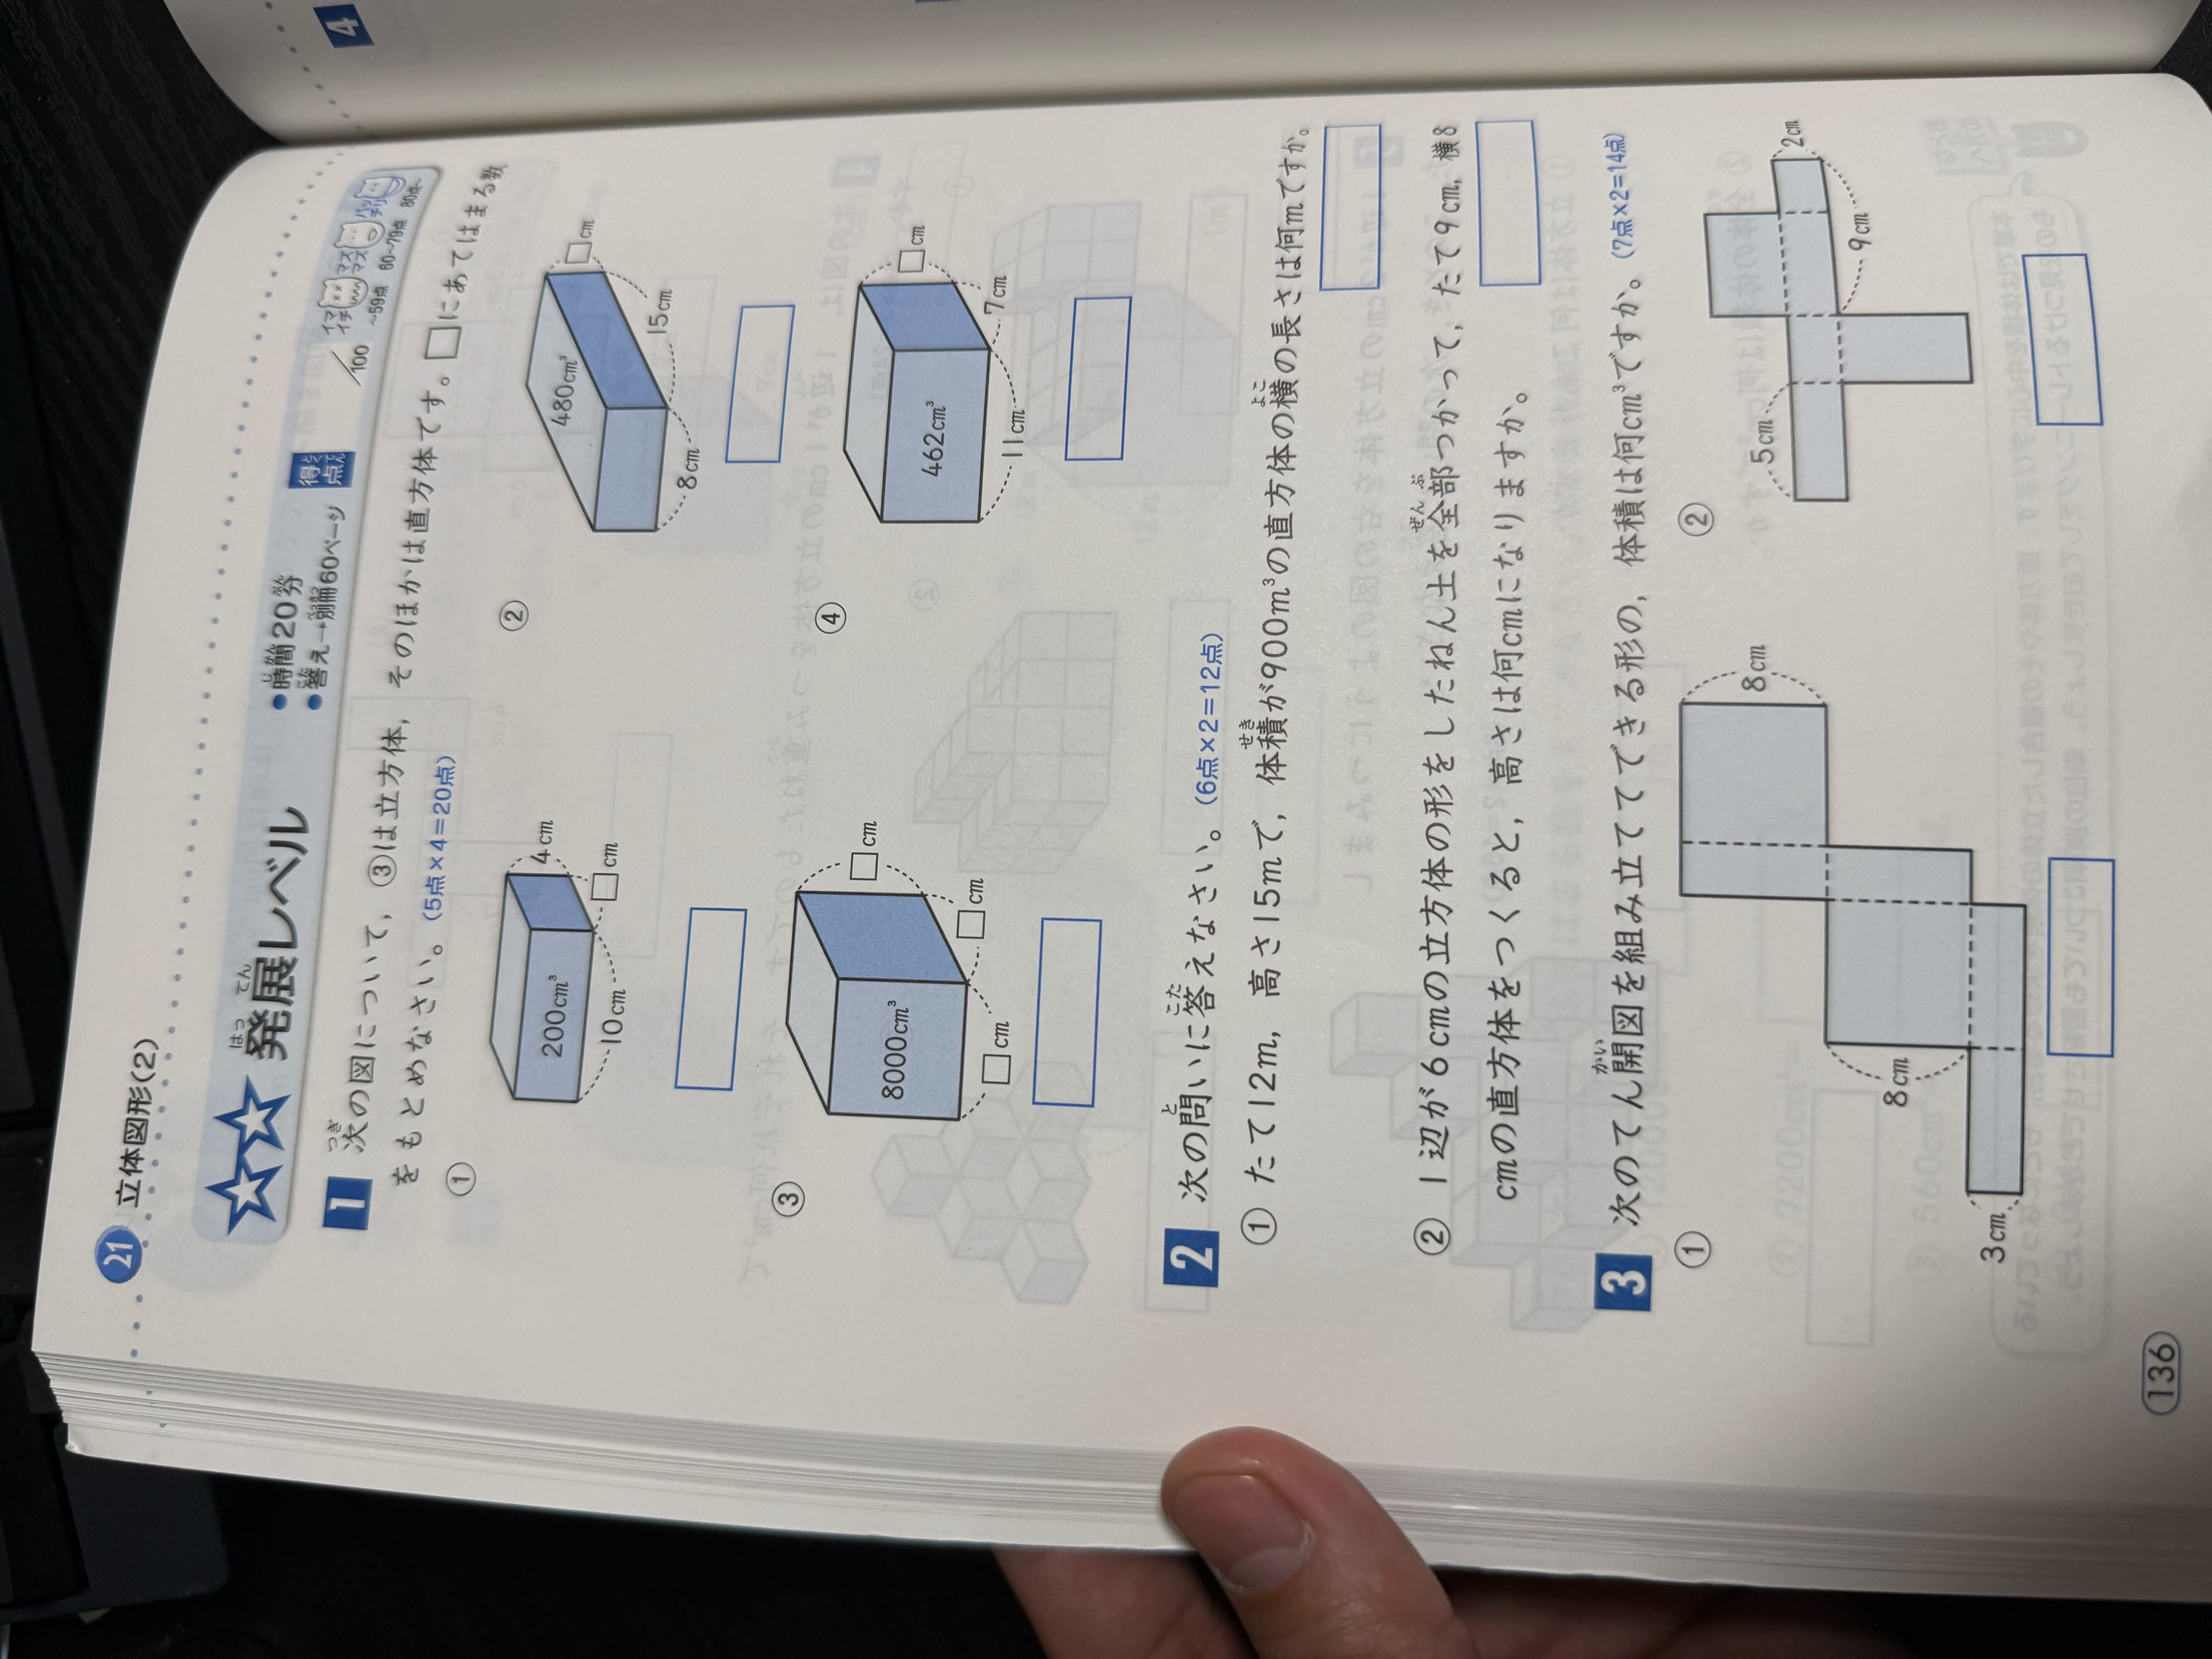 21 立体図形(2)
☆☆ 発展レベル
●時間20分
●答え→別冊60ページ
得点
/100
イマイチ マズマズ バッチリ
~59点 60~79点 80点~
1 次の図について,③は立方体,そのほかは直方体です。□にあてはまる数
をもとめなさい。(5点×4=20点)
① 200cm³ 10cm □cm 4cm
② 480cm³ 8cm 15cm □cm
③ 8000cm³ □cm □cm □cm
④ 462cm³ 11cm 7cm □cm
2 次の問いに答えなさい。(6点×2=12点)
① たて12m,高さ15mで,体積が900m³の直方体の横の長さは何mですか。
② 1辺が6cmの立方体の形をしたねん土を全部つかって,たて9cm,横8
cmの直方体をつくると,高さは何cmになりますか。
3 次のてん開図を組み立ててできる形の,体積は何cm³ですか。(7点×2=14点)
① 8cm 8cm 3cm
② 5cm 2cm 9cm
136
4